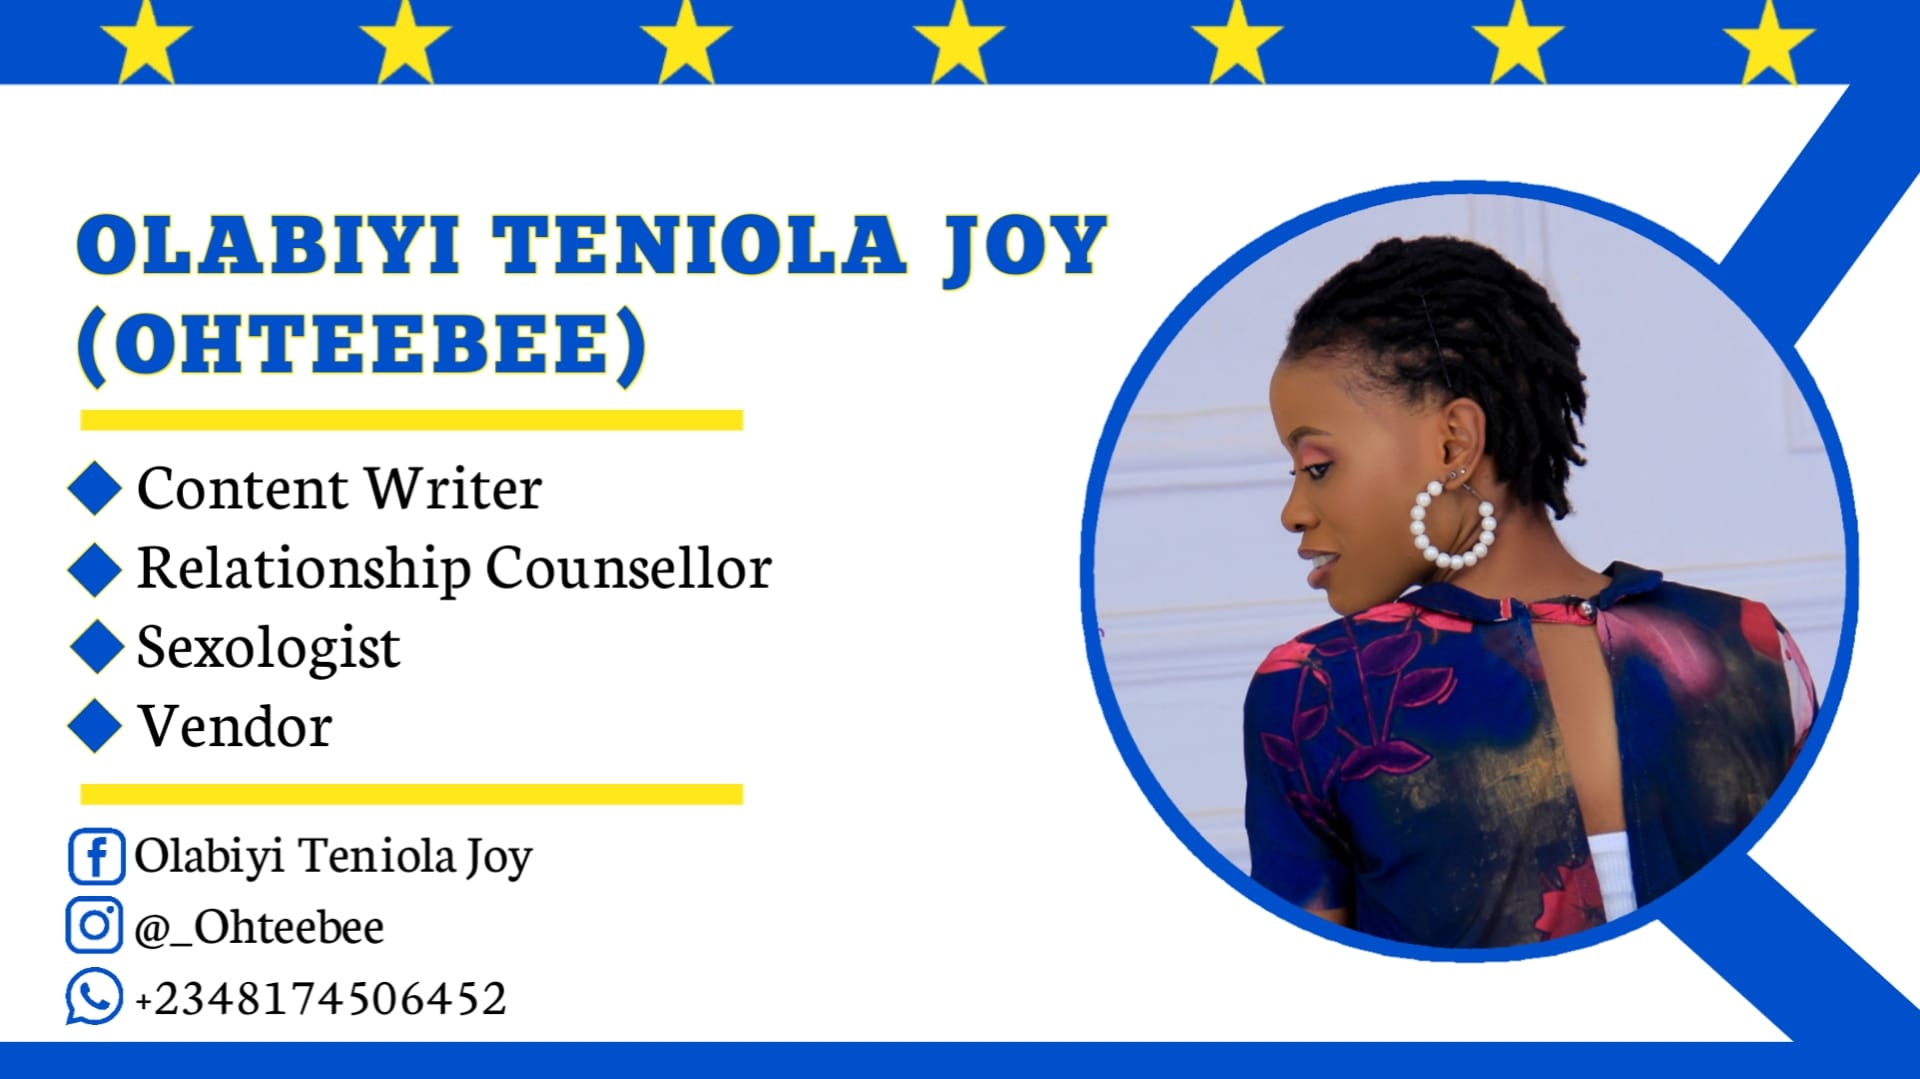 OLABIYI TENIOLA JOY
(OHTEEBEE)
Content Writer
Relationship Counsellor
Sexologist
Vendor
Olabiyi Teniola Joy
@_Ohteebee
+2348174506452